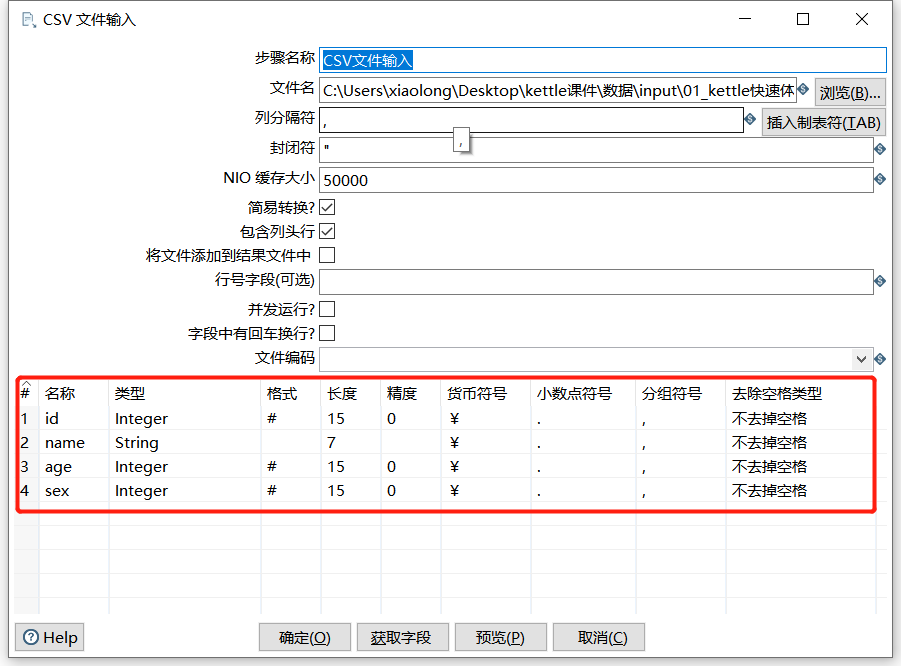 CSV 文件输入
步骤名称 CSV文件输入
文件名 C:\Users\xiaolong\Desktop\kettle课件\数据\input\01_kettle快速体 浏览(B)...
列分隔符 , 插入制表符(TAB)
,
封闭符 "
NIO 缓存大小 50000
简易转换?
包含列头行
将文件添加到结果文件中
行号字段(可选)
并发运行?
字段中有回车换行?
文件编码
# 名称 类型 格式 长度 精度 货币符号 小数点符号 分组符号 去除空格类型
1 id Integer # 15 0 ¥ . , 不去掉空格
2 name String 7 ¥ . , 不去掉空格
3 age Integer # 15 0 ¥ . , 不去掉空格
4 sex Integer # 15 0 ¥ . , 不去掉空格
Help 确定(O) 获取字段 预览(P) 取消(C)